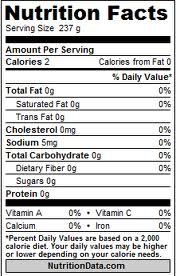 Nutrition Facts
Serving Size 237 g
Amount Per Serving
Calories 2 Calories from Fat 0
% Daily Value*
Total Fat 0g 0%
Saturated Fat 0g 0%
Trans Fat 0g
Cholesterol 0mg 0%
Sodium 5mg 0%
Total Carbohydrate 0g 0%
Dietary Fiber 0g 0%
Sugars 0g
Protein 0g
Vitamin A 0% • Vitamin C 0%
Calcium 0% • Iron 0%
*Percent Daily Values are based on a 2,000
calorie diet. Your daily values may be higher
or lower depending on your calorie needs.
NutritionData.com